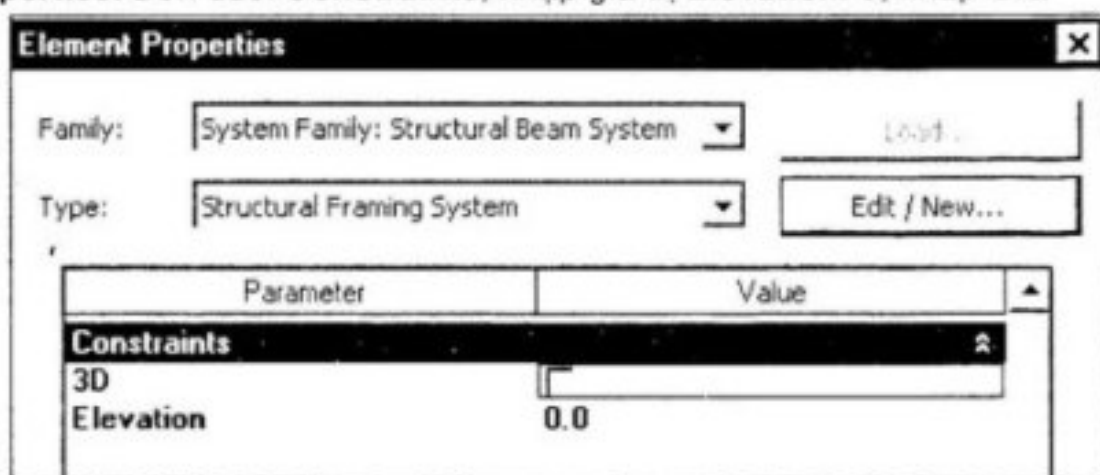 Element Properties
Family: System Family: Structural Beam System Load...
Type: Structural Framing System Edit / New...
Parameter Value
Constraints
3D
Elevation 0.0